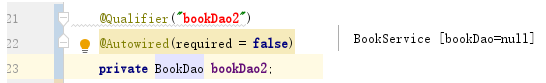 21 @Qualifier("bookDao2")
22 @Autowired(required = false)
23 private BookDao bookDao2;
BookService [bookDao=null]